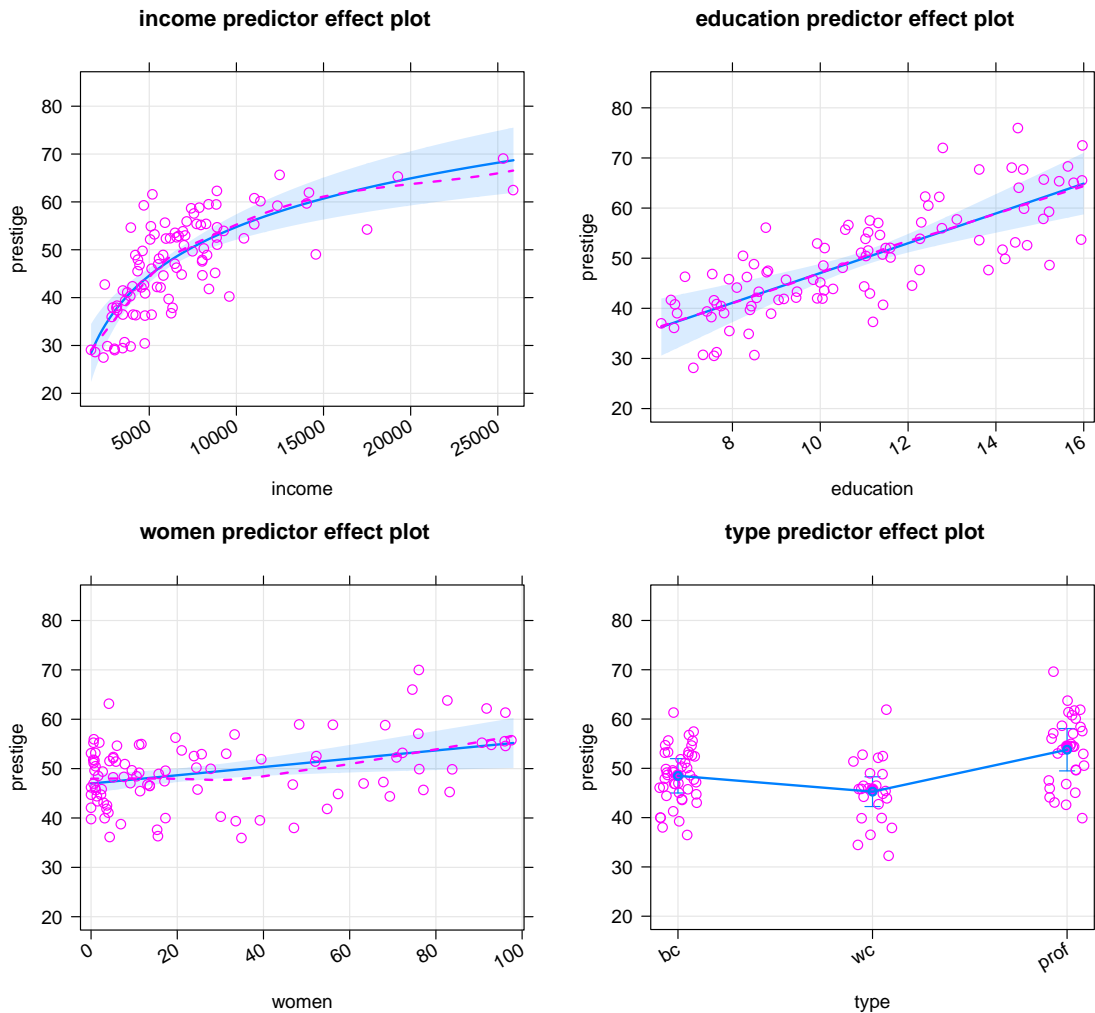 income predictor effect plot
prestige
80
70
60
50
40
30
20
5000
10000
15000
20000
25000
income
education predictor effect plot
prestige
80
70
60
50
40
30
20
8
10
12
14
16
education
women predictor effect plot
prestige
80
70
60
50
40
30
20
0
20
40
60
80
100
women
type predictor effect plot
prestige
80
70
60
50
40
30
20
bc
wc
prof
type